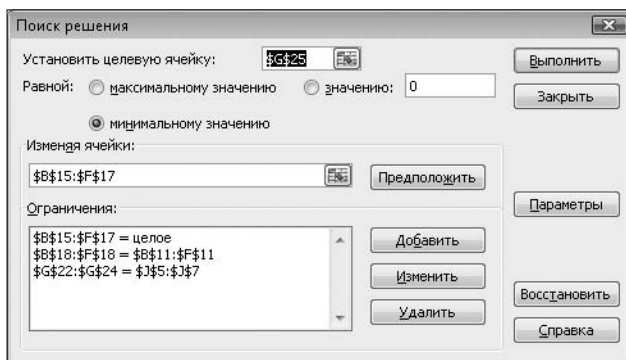 Поиск решения
Установить целевую ячейку: $G$25 Выполнить
Равной: максимальному значению значению: 0 Закрыть
минимальному значению
Изменяя ячейки:
$B$15:$F$17 Предположить
Ограничения: Параметры
$B$15:$F$17 = целое Добавить
$B$18:$F$18 = $B$11:$F$11
$G$22:$G$24 = $J$5:$J$7 Изменить
Восстановить
Удалить
Справка